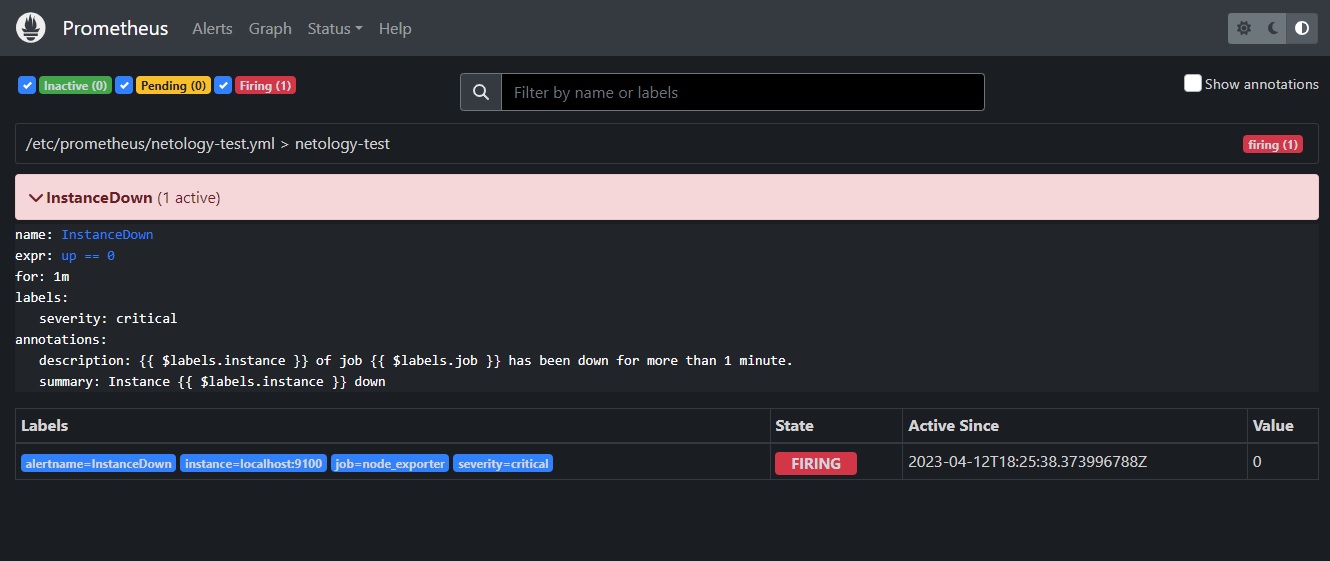 Prometheus Alerts Graph Status Help
Inactive (0) Pending (0) Firing (1) Filter by name or labels Show annotations
/etc/prometheus/netology-test.yml > netology-test firing (1)
InstanceDown (1 active)
name: InstanceDown
expr: up == 0
for: 1m
labels:
severity: critical
annotations:
description: {{ $labels.instance }} of job {{ $labels.job }} has been down for more than 1 minute.
summary: Instance {{ $labels.instance }} down
Labels State Active Since Value
alertname=InstanceDown instance=localhost:9100 job=node_exporter severity=critical FIRING 2023-04-12T18:25:38.373996788Z 0